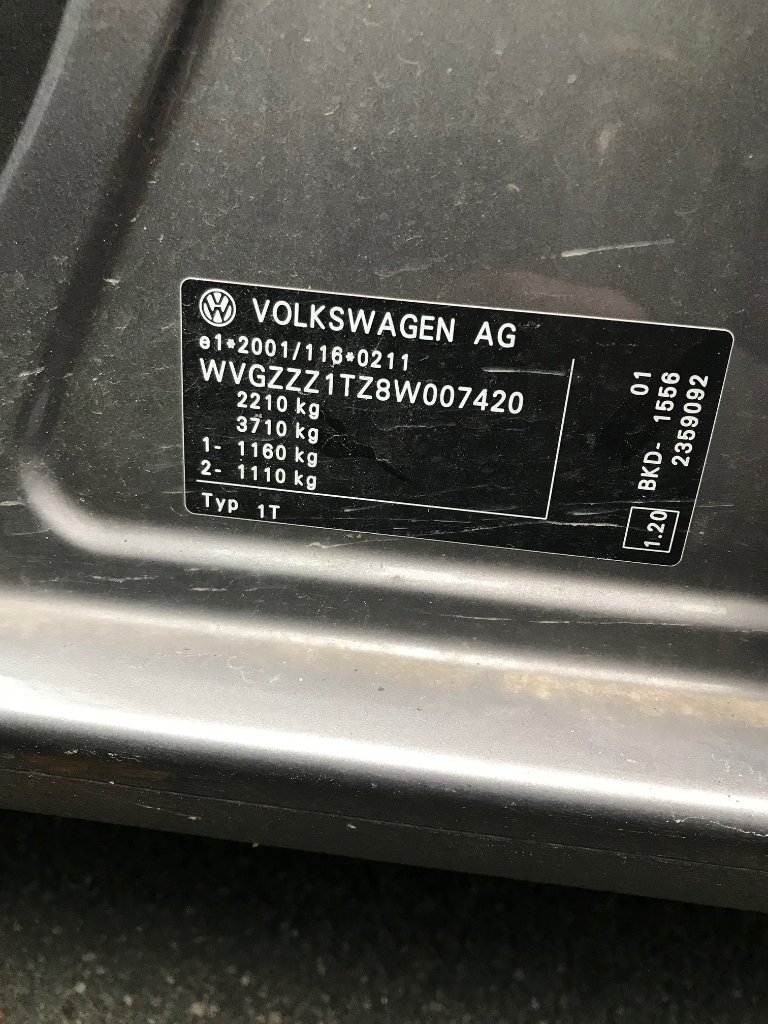 VOLKSWAGEN AG
e1*2001/116*0211
WVGZZZ1TZ8W007420
2210 kg
3710 kg
1- 1160 kg
2- 1110 kg
Typ 1T
01
BKD- 1556
2359092
1.20